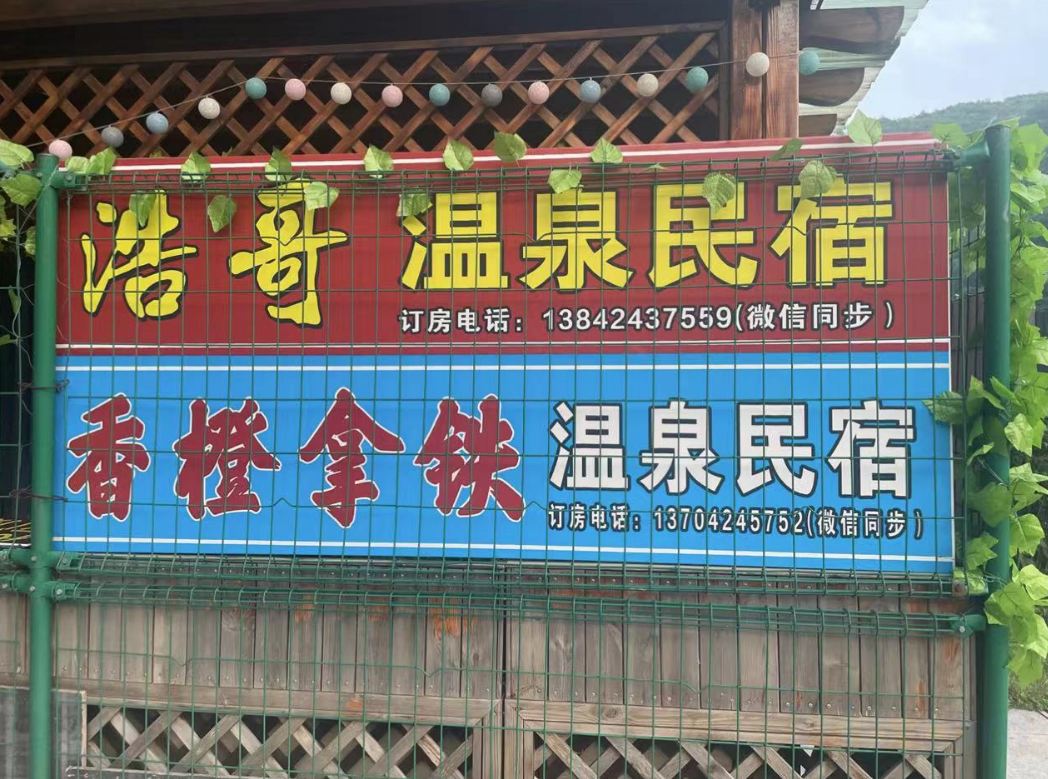 浩哥 温泉民宿
订房电话：13842437559(微信同步)
香橙拿铁 温泉民宿
订房电话：13704245752(微信同步)